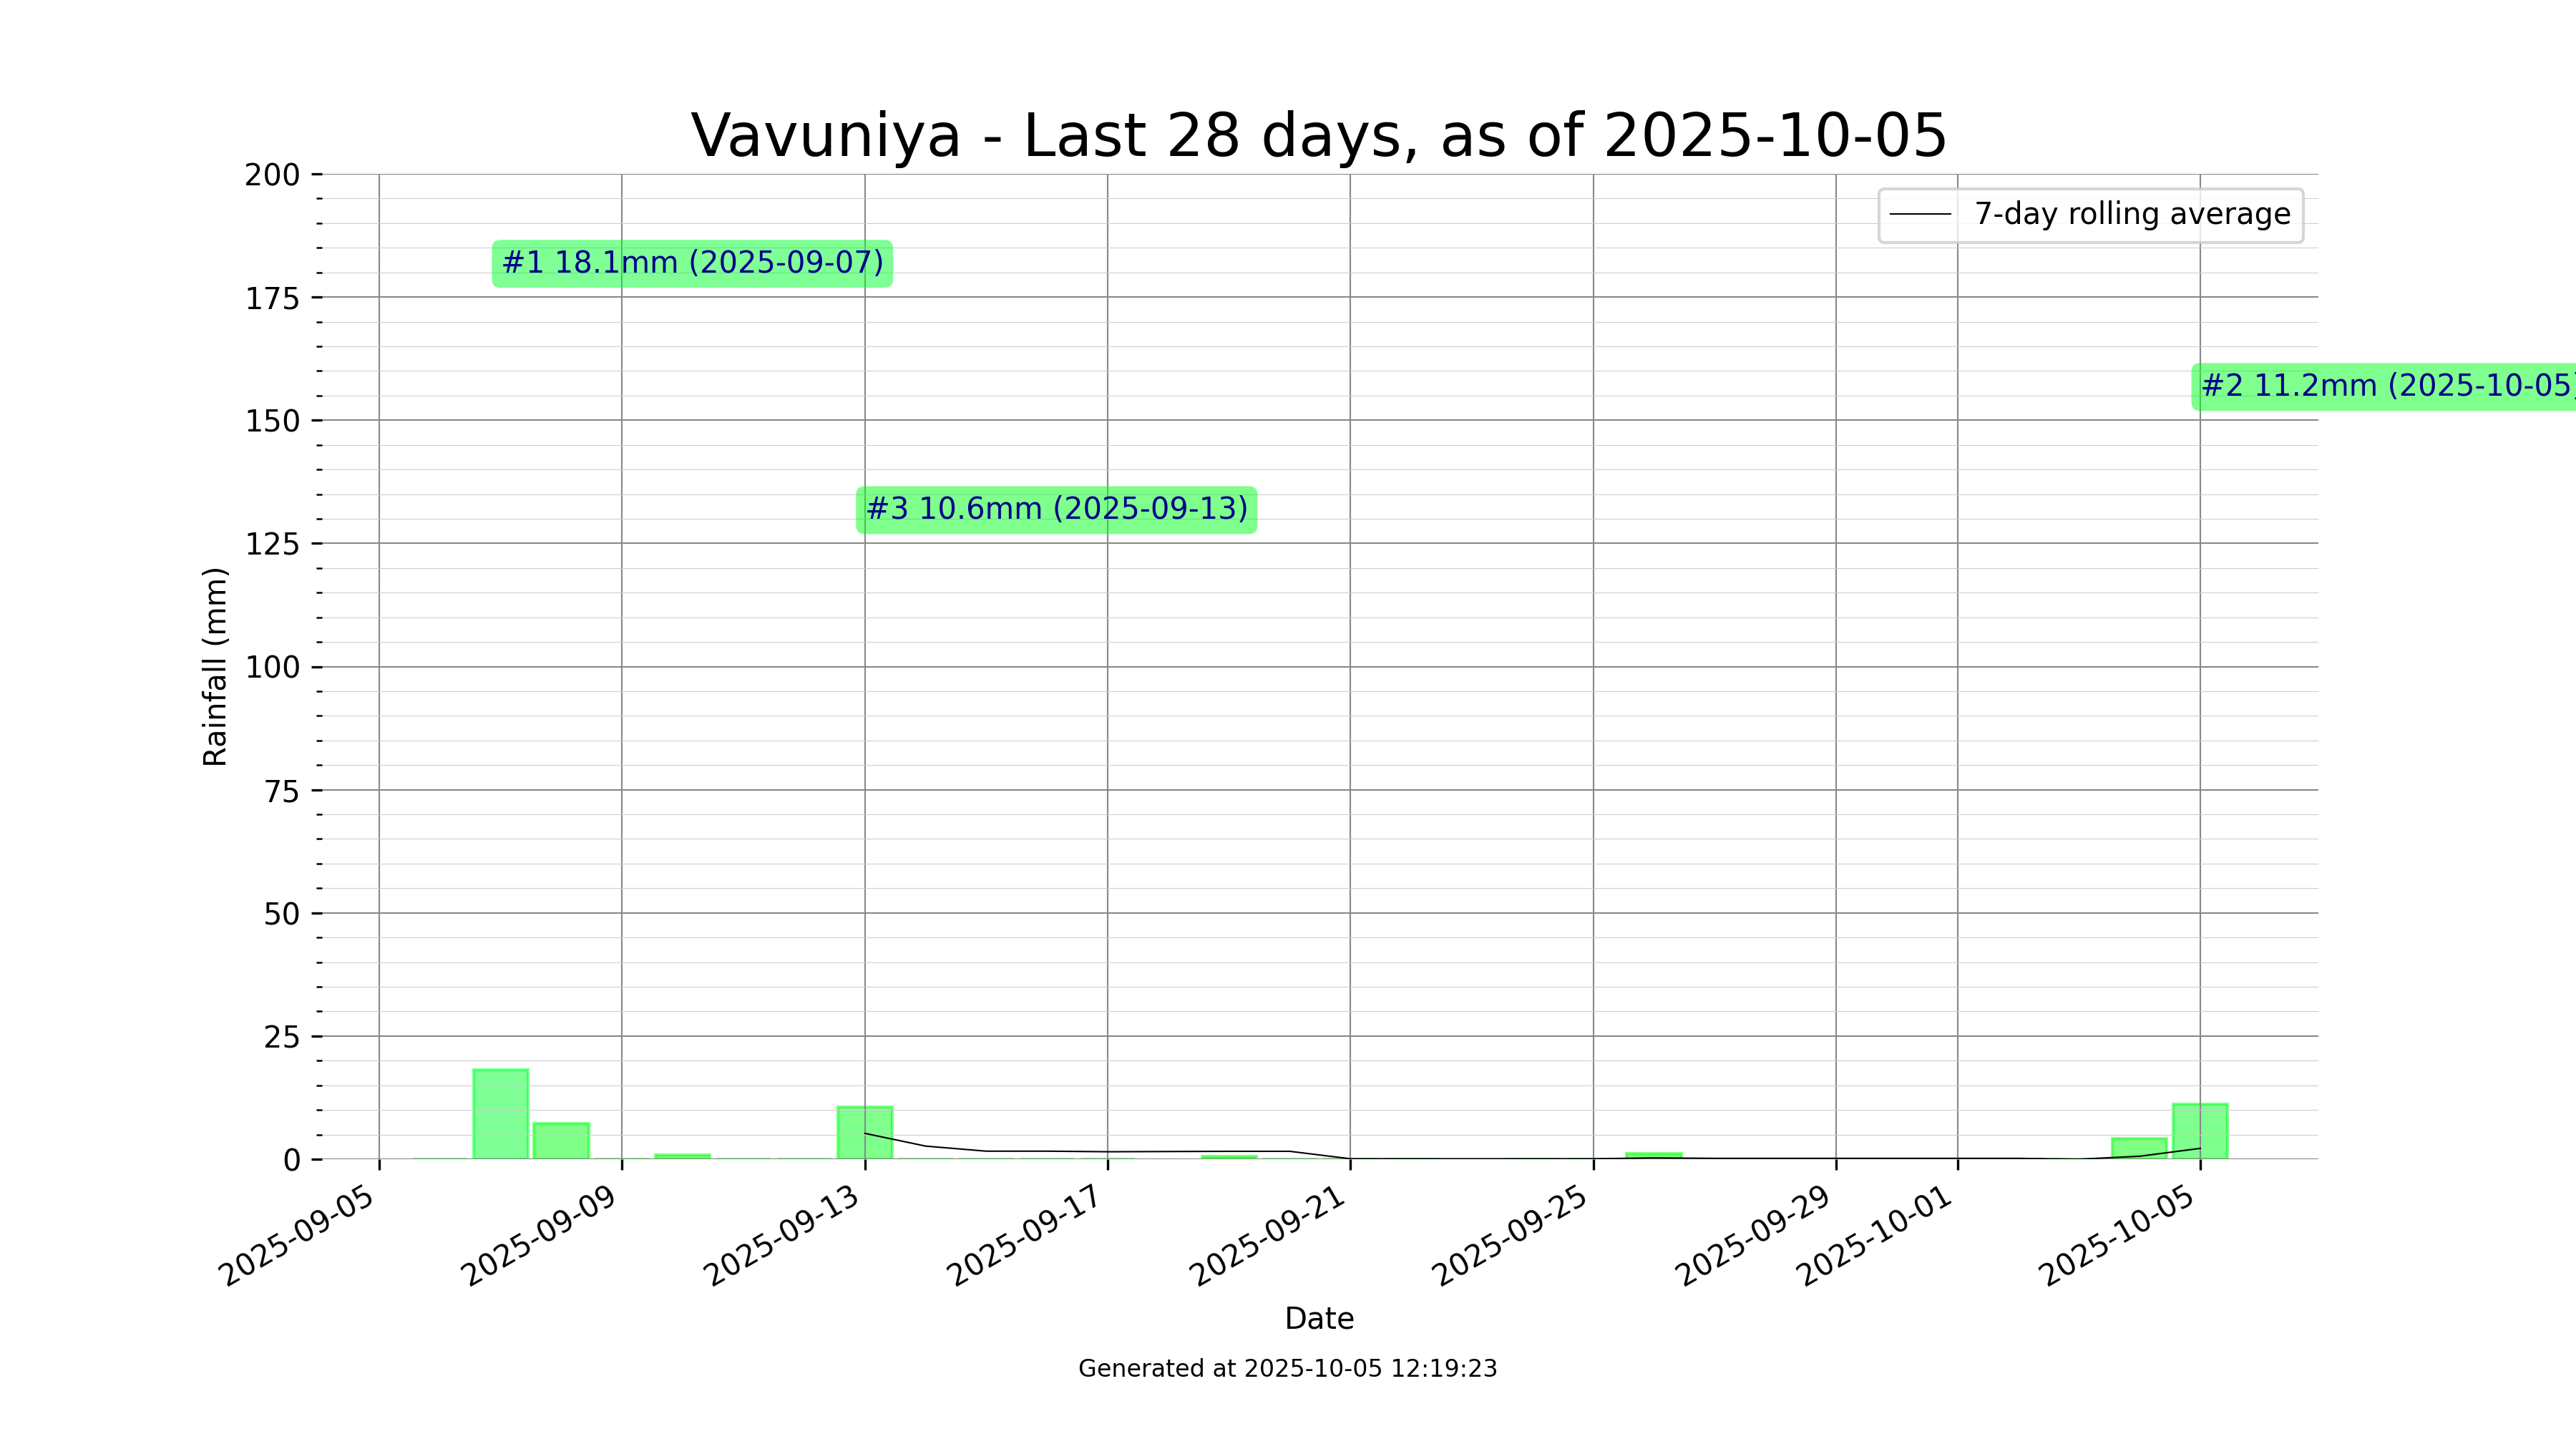 Vavuniya - Last 28 days, as of 2025-10-05
7-day rolling average
#1 18.1mm (2025-09-07)
#2 11.2mm (2025-10-05)
#3 10.6mm (2025-09-13)
Rainfall (mm)
200
175
150
125
100
75
50
25
0
2025-09-05
2025-09-09
2025-09-13
2025-09-17
2025-09-21
2025-09-25
2025-09-29
2025-10-01
2025-10-05
Date
Generated at 2025-10-05 12:19:23